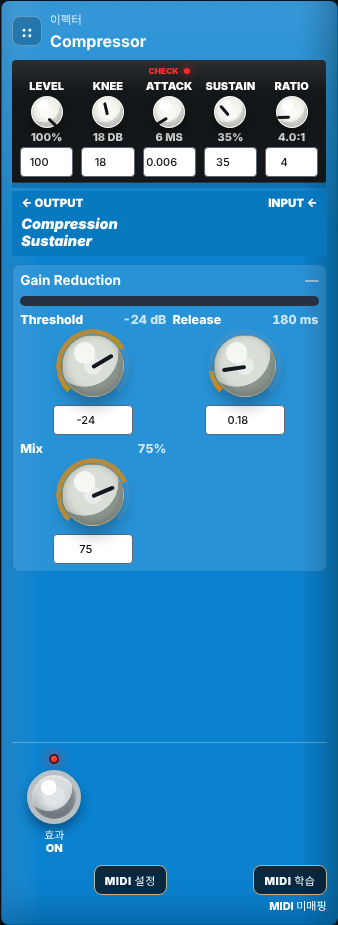 이펙터
Compressor
CHECK
LEVEL KNEE ATTACK SUSTAIN RATIO
100% 18 DB 6 MS 35% 4.0:1
100 18 0.006 35 4
← OUTPUT INPUT ←
Compression
Sustainer
Gain Reduction —
Threshold -24 dB Release 180 ms
-24 0.18
Mix 75%
75
효과
ON
MIDI 설정 MIDI 학습
MIDI 미매핑